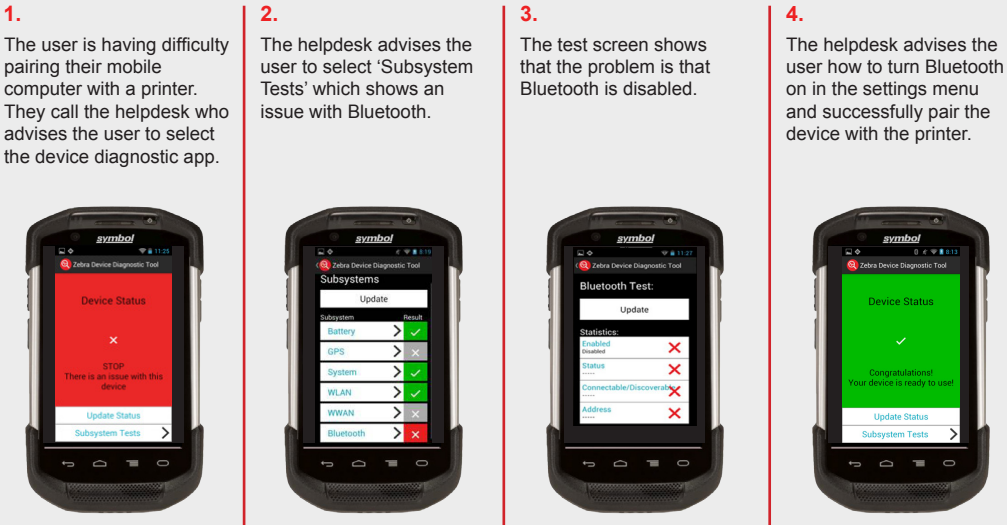 1.
The user is having difficulty
pairing their mobile
computer with a printer.
They call the helpdesk who
advises the user to select
the device diagnostic app.
symbol
11:25
Zebra Device Diagnostic Tool
Device Status
STOP
There is an issue with this
device
Update Status
Subsystem Tests
2.
The helpdesk advises the
user to select ‘Subsystem
Tests’ which shows an
issue with Bluetooth.
symbol
Zebra Device Diagnostic Tool
Subsystems
Update
Subsystem Result
Battery
GPS
System
WLAN
WWAN
Bluetooth
3.
The test screen shows
that the problem is that
Bluetooth is disabled.
symbol
11:27
Zebra Device Diagnostic Tool
Bluetooth Test:
Update
Statistics:
Enabled
Disabled
Status
-----
Connectable/Discoverable
-----
Address
-----
4.
The helpdesk advises the
user how to turn Bluetooth
on in the settings menu
and successfully pair the
device with the printer.
symbol
8:13
Zebra Device Diagnostic Tool
Device Status
Congratulations!
Your device is ready to use!
Update Status
Subsystem Tests